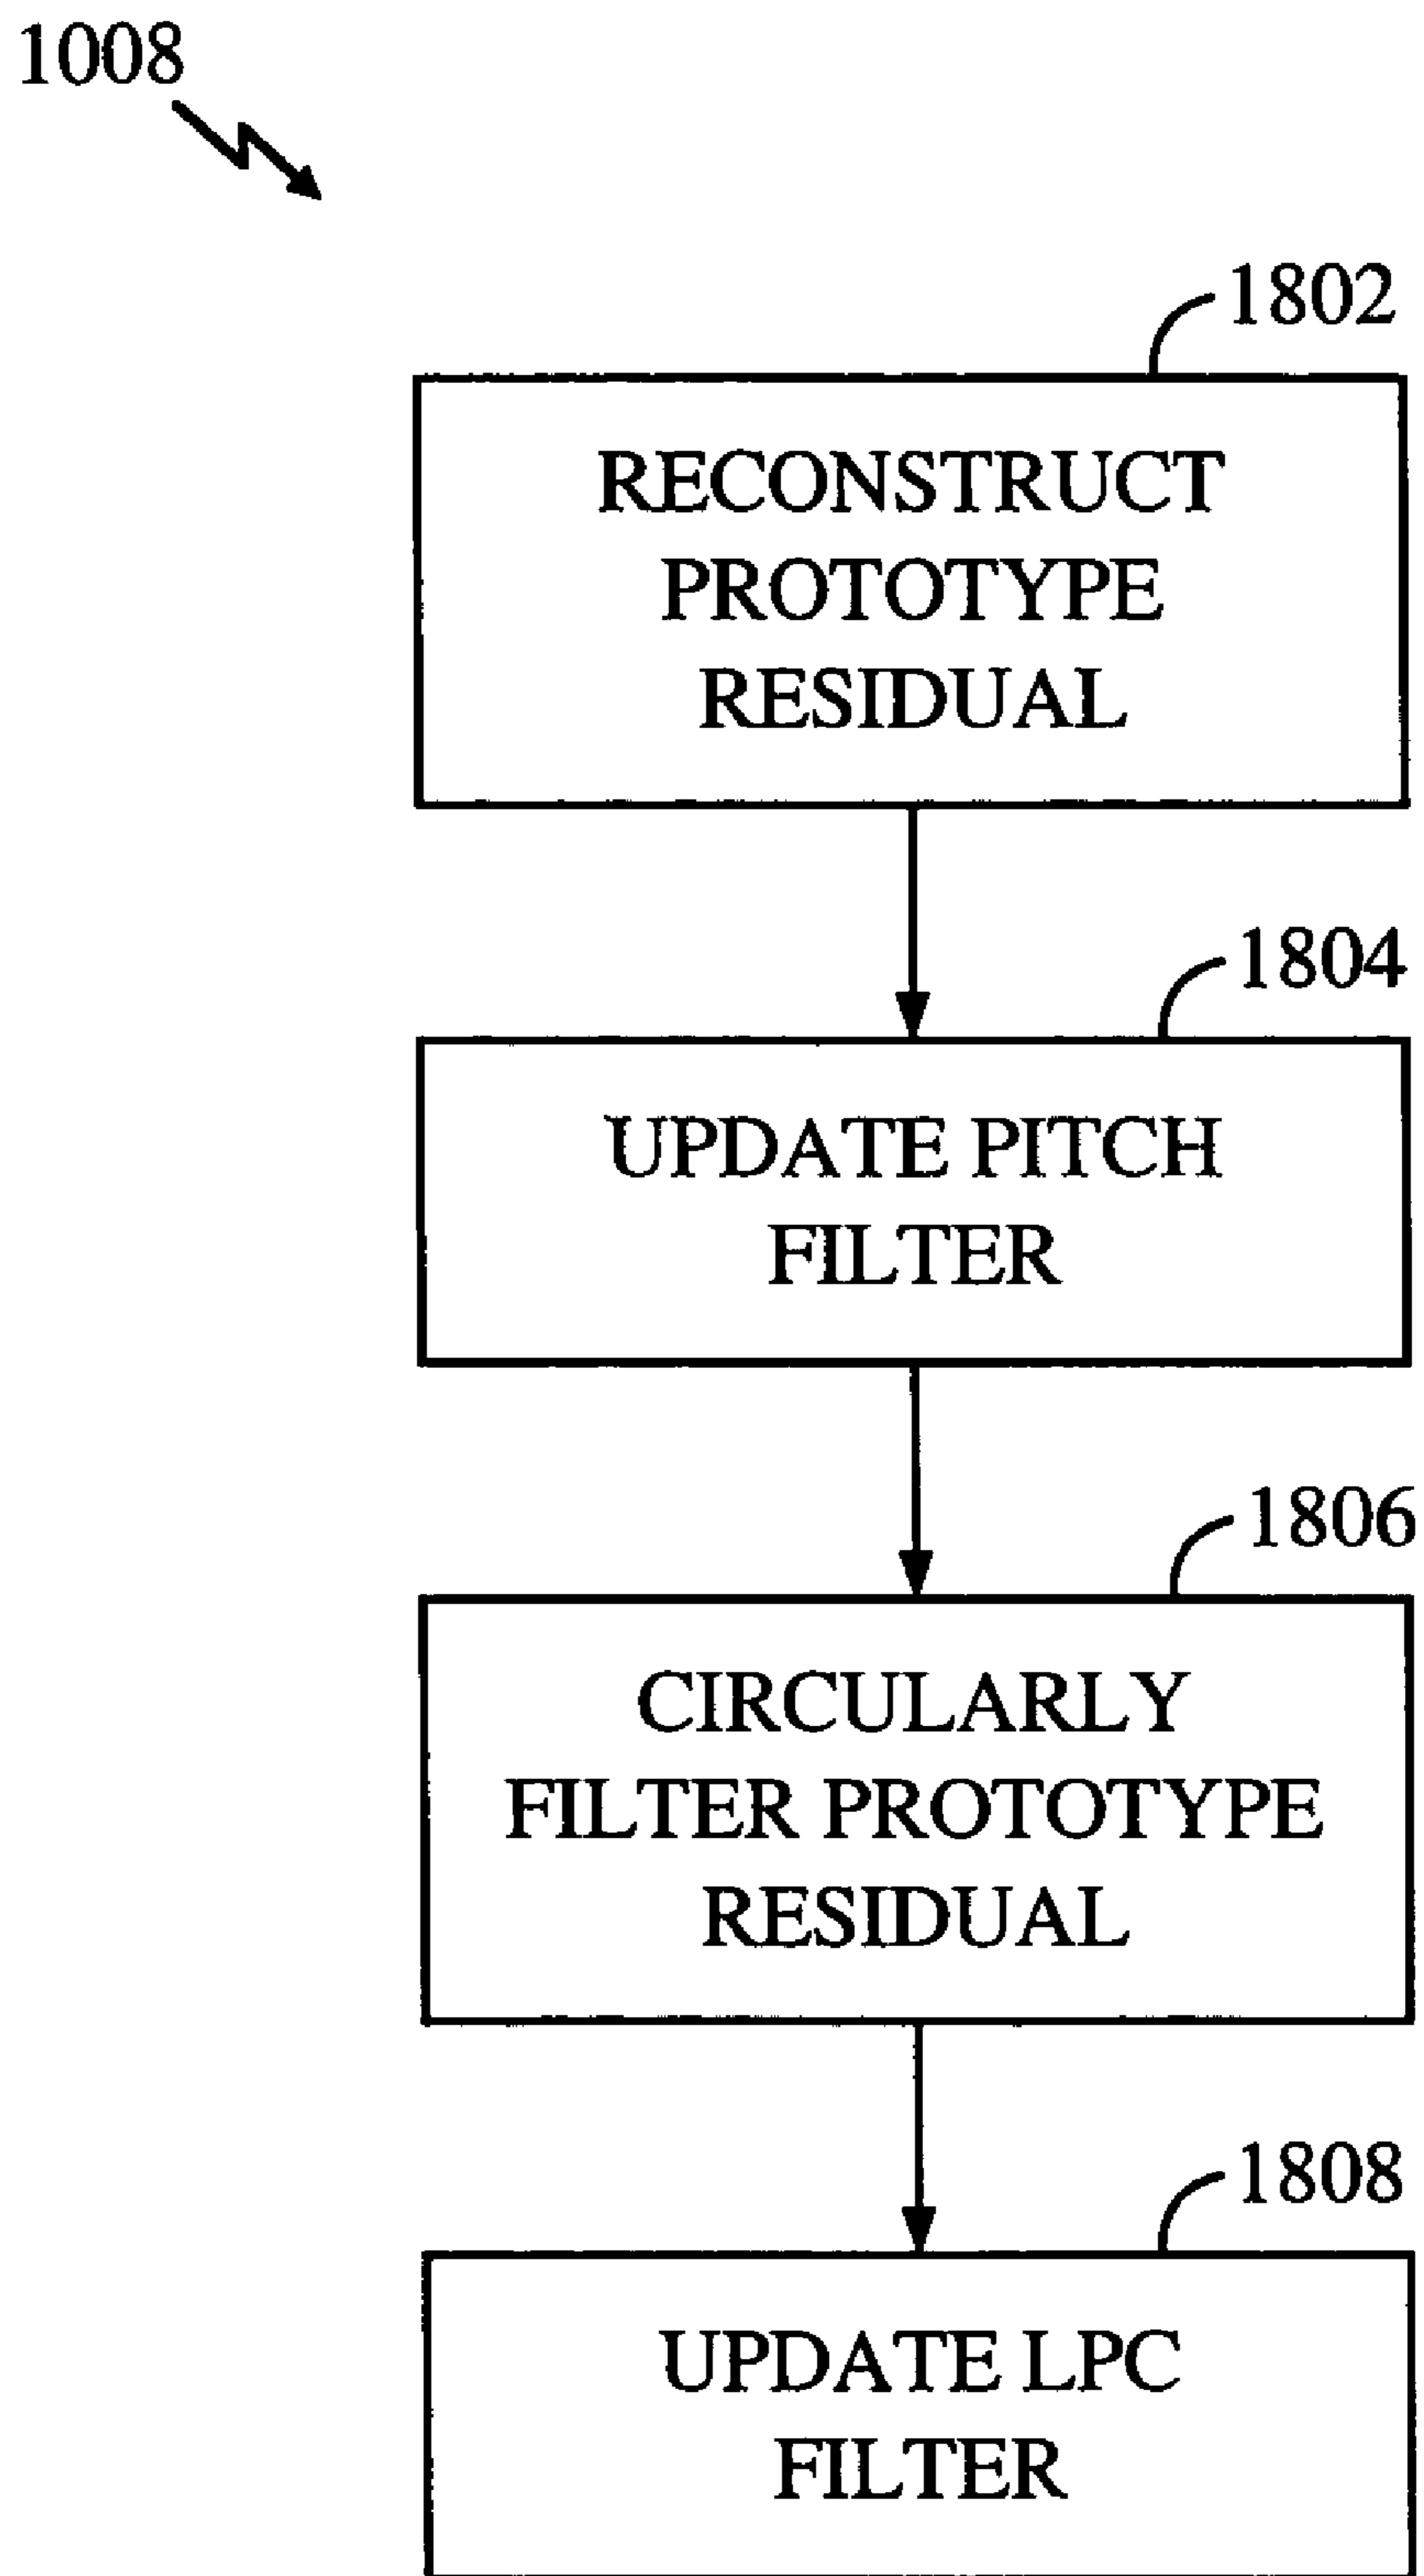 1008
1802
RECONSTRUCT
PROTOTYPE
RESIDUAL
1804
UPDATE PITCH
FILTER
1806
CIRCULARLY
FILTER PROTOTYPE
RESIDUAL
1808
UPDATE LPC
FILTER